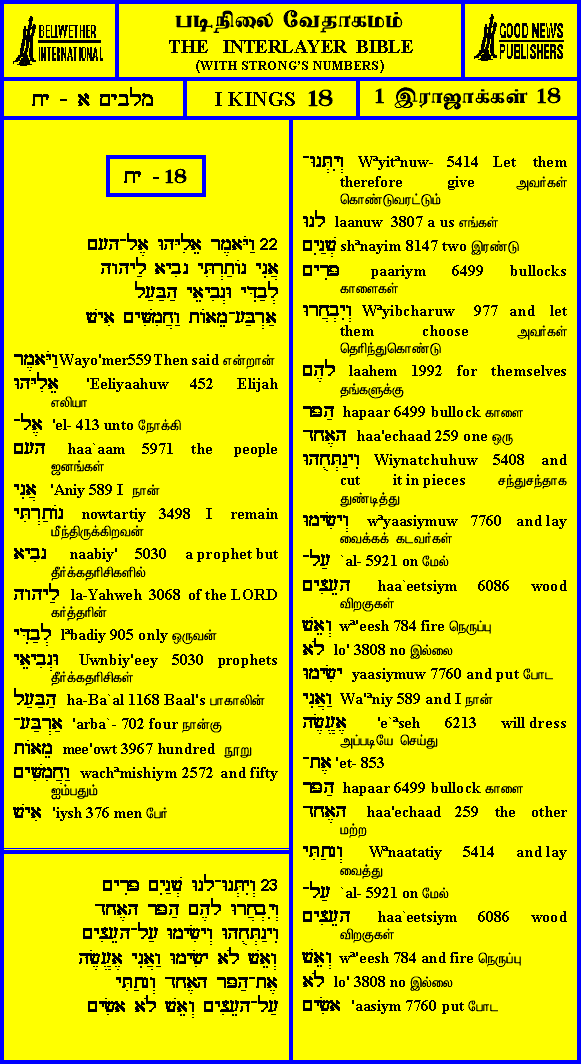 BELLWETHER
INTERNATIONAL
படிநிலை வேதாகமம்
THE INTERLAYER BIBLE
(WITH STRONG'S NUMBERS)
GOOD NEWS
PUBLISHERS
מלבים א - יח
I KINGS 18
1 இராஜாக்கள் 18
יח - 18
22 וַיֹּאמֶר אֵלִיָּהוּ אֶל־הָעָם
אֲנִי נוֹתַרְתִּי נָבִיא לַיהוָה
לְבַדִּי וּנְבִיאֵי הַבַּעַל
אַרְבַּע־מֵאוֹת וַחֲמִשִּׁים אִישׁ
וַיֹּאמֶר Wayo'mer559 Then said என்றான்
אֵלִיָּהוּ 'Eeliyaahuw 452 Elijah
எலியா
אֶל־ 'el- 413 unto நோக்கி
הָעָם haa`aam 5971 the people
ஜனங்கள்
אֲנִי 'Aniy 589 I நான்
נוֹתַרְתִּי nowtartiy 3498 I remain
மீந்திருக்கிறவன்
נָבִיא naabiy' 5030 a prophet but
தீர்க்கதரிசிகளில்
לַיהוָה la-Yahweh 3068 of the LORD
கர்த்தரின்
לְבַדִּי lªbadiy 905 only ஒருவன்
וּנְבִיאֵי Uwnbiy'eey 5030 prophets
தீர்க்கதரிசிகள்
הַבַּעַל ha-Ba`al 1168 Baal's பாகாலின்
אַרְבַּע־ 'arba`- 702 four நான்கு
מֵאוֹת mee'owt 3967 hundred நூறு
וַחֲמִשִּׁים wachªmishiym 2572 and fifty
ஐம்பதும்
אִישׁ 'iysh 376 men பேர்
23 וְיִתְּנוּ־לָנוּ שְׁנַיִם פָּרִים
וְיִבְחֲרוּ לָהֶם הַפָּר הָאֶחָד
וִינַתְּחֻהוּ וְיָשִׂימוּ עַל־הָעֵצִים
וְאֵשׁ לֹא יָשִׂימוּ וַאֲנִי אֶעֱשֶׂה
אֶת־הַפָּר הָאֶחָד וְנָתַתִּי
עַל־הָעֵצִים וְאֵשׁ לֹא אָשִׂים
וְיִתְּנוּ־ Wªyitªnuw- 5414 Let them
therefore give அவர்கள்
கொண்டுவரட்டும்
לָנוּ laanuw 3807 a us எங்கள்
שְׁנַיִם shªnayim 8147 two இரண்டு
פָּרִים paariym 6499 bullocks
காளைகள்
וְיִבְחֲרוּ Wªyibcharuw 977 and let
them choose அவர்கள்
தெரிந்துகொண்டு
לָהֶם laahem 1992 for themselves
தங்களுக்கு
הַפָּר hapaar 6499 bullock காளை
הָאֶחָד haa'echaad 259 one ஒரு
וִינַתְּחֻהוּ Wiynatchuhuw 5408 and
cut it in pieces சந்துசந்தாக
துண்டித்து
וְיָשִׂימוּ wªyaasiymuw 7760 and lay
வைக்கக் கடவர்கள்
עַל־ `al- 5921 on மேல்
הָעֵצִים haa`eetsiym 6086 wood
விறகுகள்
וְאֵשׁ wª'eesh 784 fire நெருப்பு
לֹא lo' 3808 no இல்லை
יָשִׂימוּ yaasiymuw 7760 and put போட
וַאֲנִי Wa'ªniy 589 and I நான்
אֶעֱשֶׂה 'e`ªseh 6213 will dress
அப்படியே செய்து
אֶת־ 'et- 853
הַפָּר hapaar 6499 bullock காளை
הָאֶחָד haa'echaad 259 the other
மற்ற
וְנָתַתִּי Wªnaatatiy 5414 and lay
வைத்து
עַל־ `al- 5921 on மேல்
הָעֵצִים haa`eetsiym 6086 wood
விறகுகள்
וְאֵשׁ wª'eesh 784 and fire நெருப்பு
לֹא lo' 3808 no இல்லை
אָשִׂים 'aasiym 7760 put போட